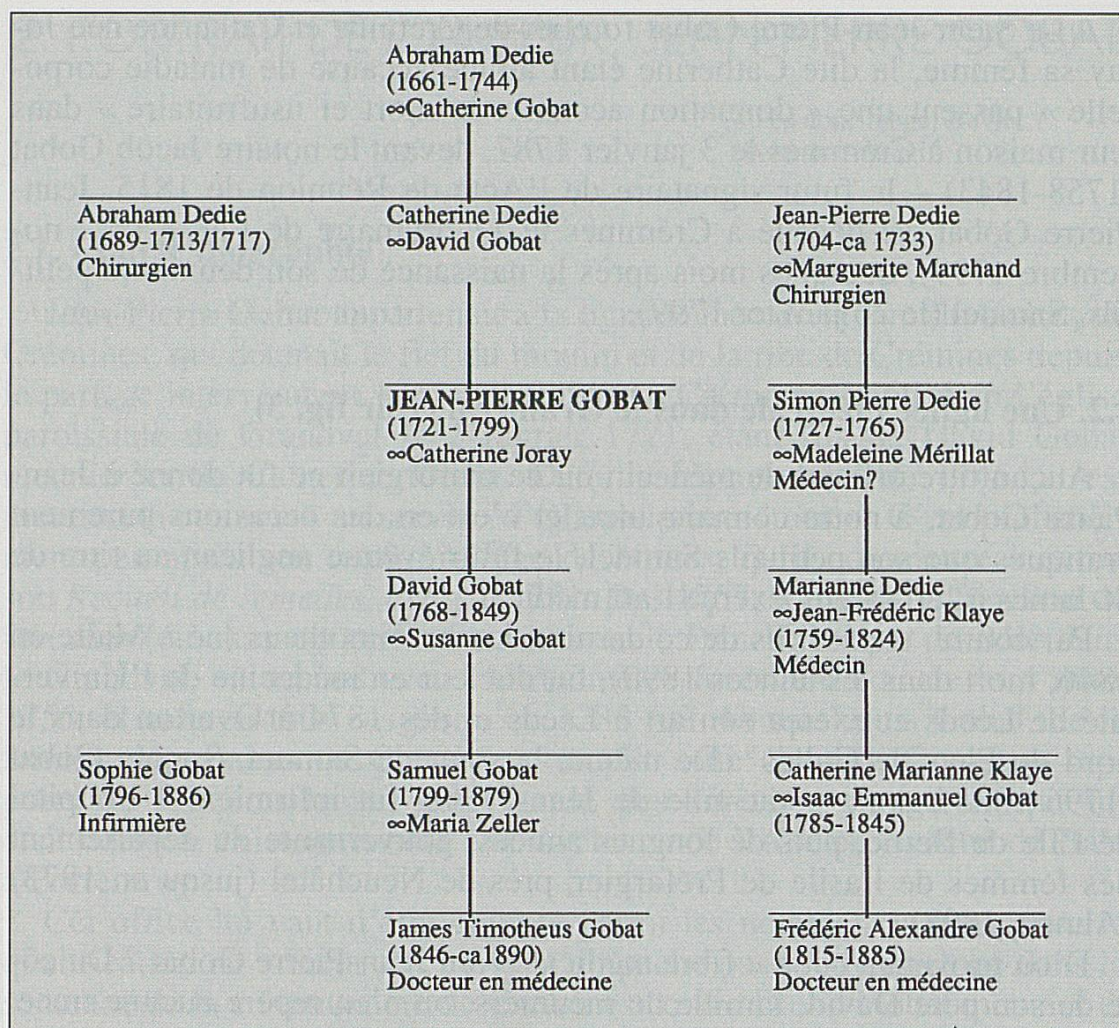 Abraham Dedie
(1661-1744)
∞Catherine Gobat
Abraham Dedie
(1689-1713/1717)
Chirurgien
Catherine Dedie
∞David Gobat
Jean-Pierre Dedie
(1704-ca 1733)
∞Marguerite Marchand
Chirurgien
JEAN-PIERRE GOBAT
(1721-1799)
∞Catherine Joray
Simon Pierre Dedie
(1727-1765)
∞Madeleine Mérillat
Médecin?
David Gobat
(1768-1849)
∞Susanne Gobat
Marianne Dedie
∞Jean-Frédéric Klaye
(1759-1824)
Médecin
Sophie Gobat
(1796-1886)
Infirmière
Samuel Gobat
(1799-1879)
∞Maria Zeller
Catherine Marianne Klaye
∞Isaac Emmanuel Gobat
(1785-1845)
James Timotheus Gobat
(1846-ca1890)
Docteur en médecine
Frédéric Alexandre Gobat
(1815-1885)
Docteur en médecine